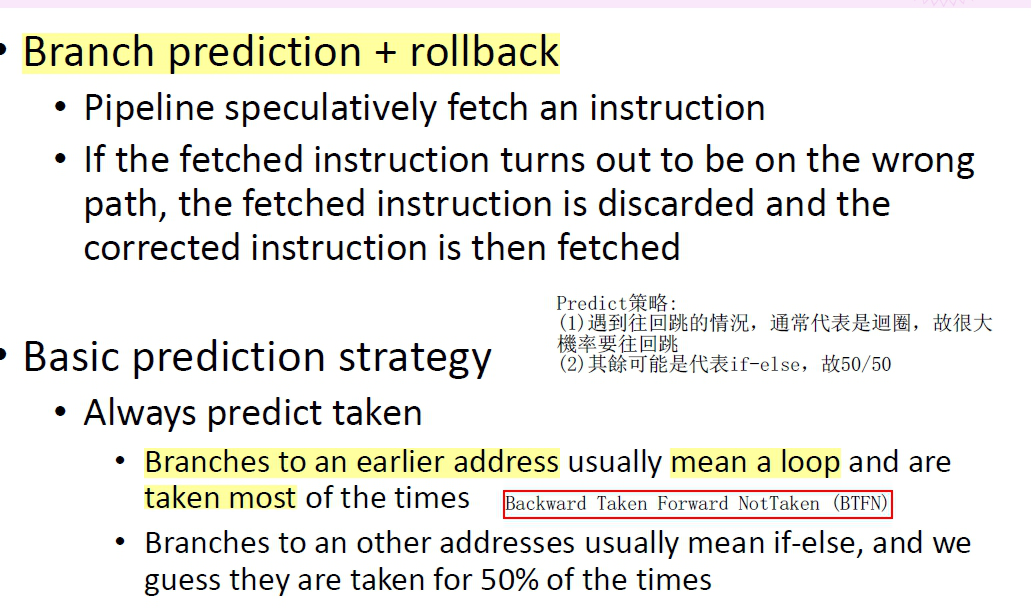 • Branch prediction + rollback
• Pipeline speculatively fetch an instruction
• If the fetched instruction turns out to be on the wrong
path, the fetched instruction is discarded and the
corrected instruction is then fetched
Predict策略:
(1)遇到往回跳的情況，通常代表是迴圈，故很大
機率要往回跳
(2)其餘可能是代表if-else，故50/50
• Basic prediction strategy
• Always predict taken
• Branches to an earlier address usually mean a loop and are
taken most of the times
Backward Taken Forward NotTaken (BTFN)
• Branches to an other addresses usually mean if-else, and we
guess they are taken for 50% of the times